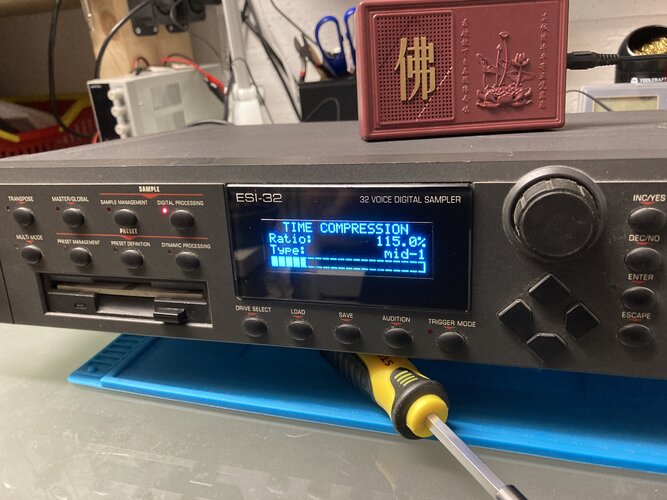 佛
TOOLCRAFT
SAMPLE
TRANSPOSE
MASTER/GLOBAL
SAMPLE MANAGEMENT
DIGITAL PROCESSING
PRESET
MULTI MODE
PRESET MANAGEMENT
PRESET DEFINITION
DYNAMIC PROCESSING
ESi-32
32 VOICE DIGITAL SAMPLER
TIME COMPRESSION
Ratio: 115.0%
Type: mid-1
DRIVE SELECT
LOAD
SAVE
AUDITION
TRIGGER MODE
INC/YES
DEC/NO
ENTER
ESCAPE